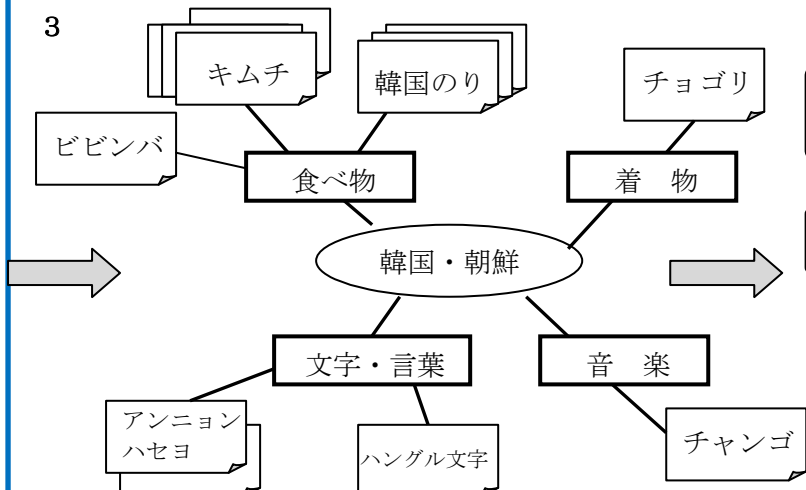 3
キムチ
韓国のり
チョゴリ
ビビンバ
食べ物
着　物
韓国・朝鮮
文字・言葉
音　楽
アンニョン
ハセヨ
ハングル文字
チャンゴ